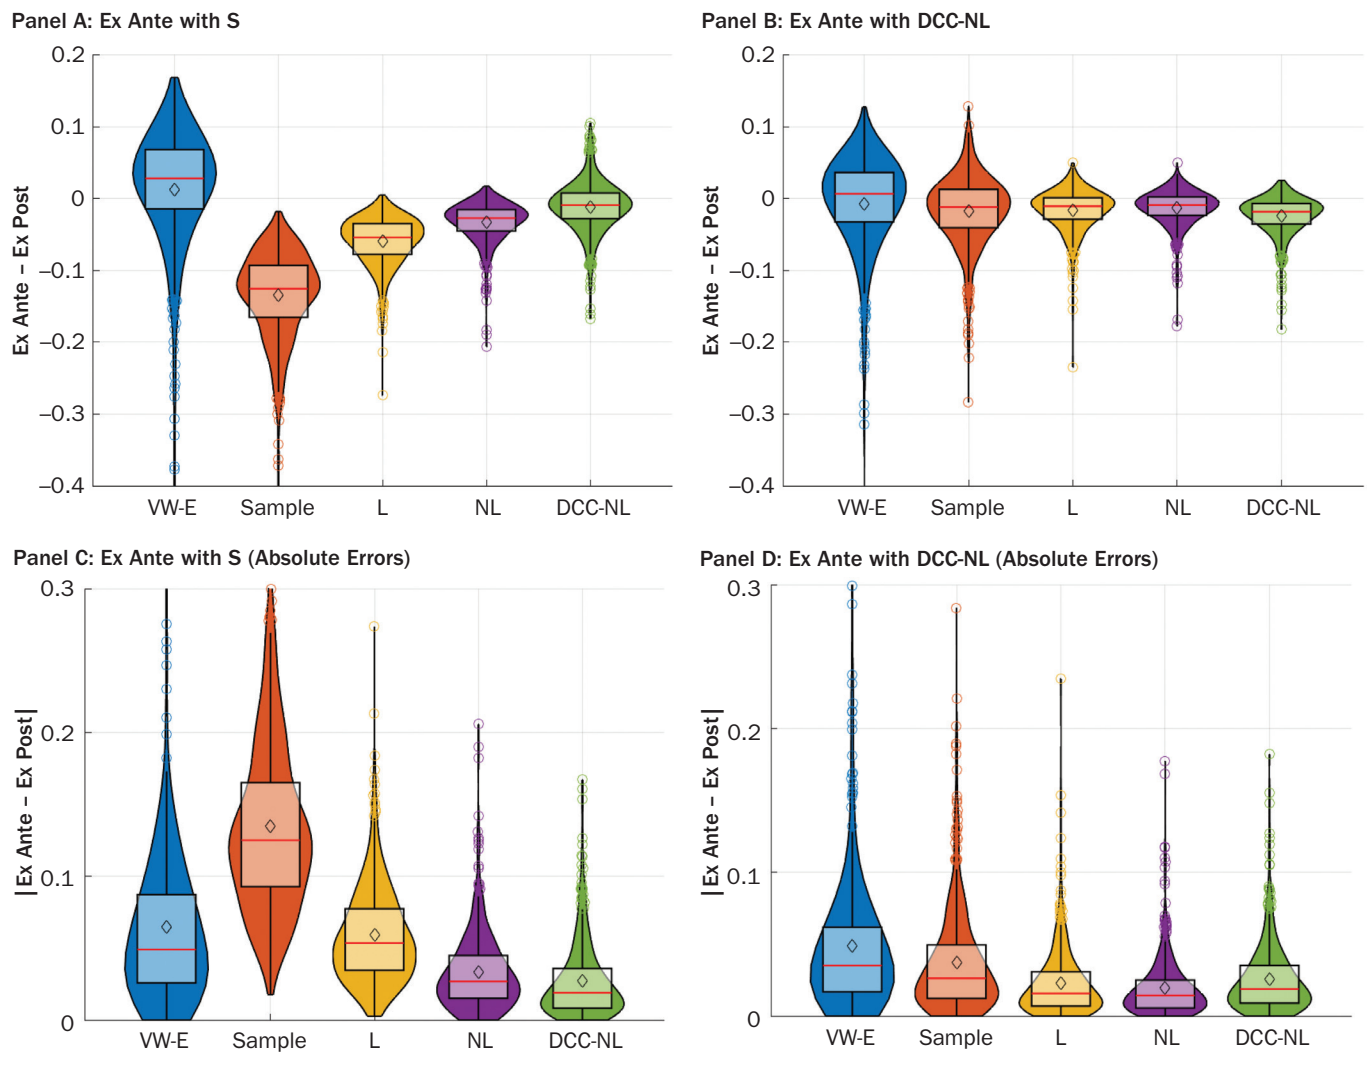 Panel A: Ex Ante with S
Ex Ante – Ex Post
0.2
0.1
0
–0.1
–0.2
–0.3
–0.4
VW-E Sample L NL DCC-NL
Panel B: Ex Ante with DCC-NL
Ex Ante – Ex Post
0.2
0.1
0
–0.1
–0.2
–0.3
–0.4
VW-E Sample L NL DCC-NL
Panel C: Ex Ante with S (Absolute Errors)
|Ex Ante – Ex Post|
0.3
0.2
0.1
0
VW-E Sample L NL DCC-NL
Panel D: Ex Ante with DCC-NL (Absolute Errors)
|Ex Ante – Ex Post|
0.3
0.2
0.1
0
VW-E Sample L NL DCC-NL